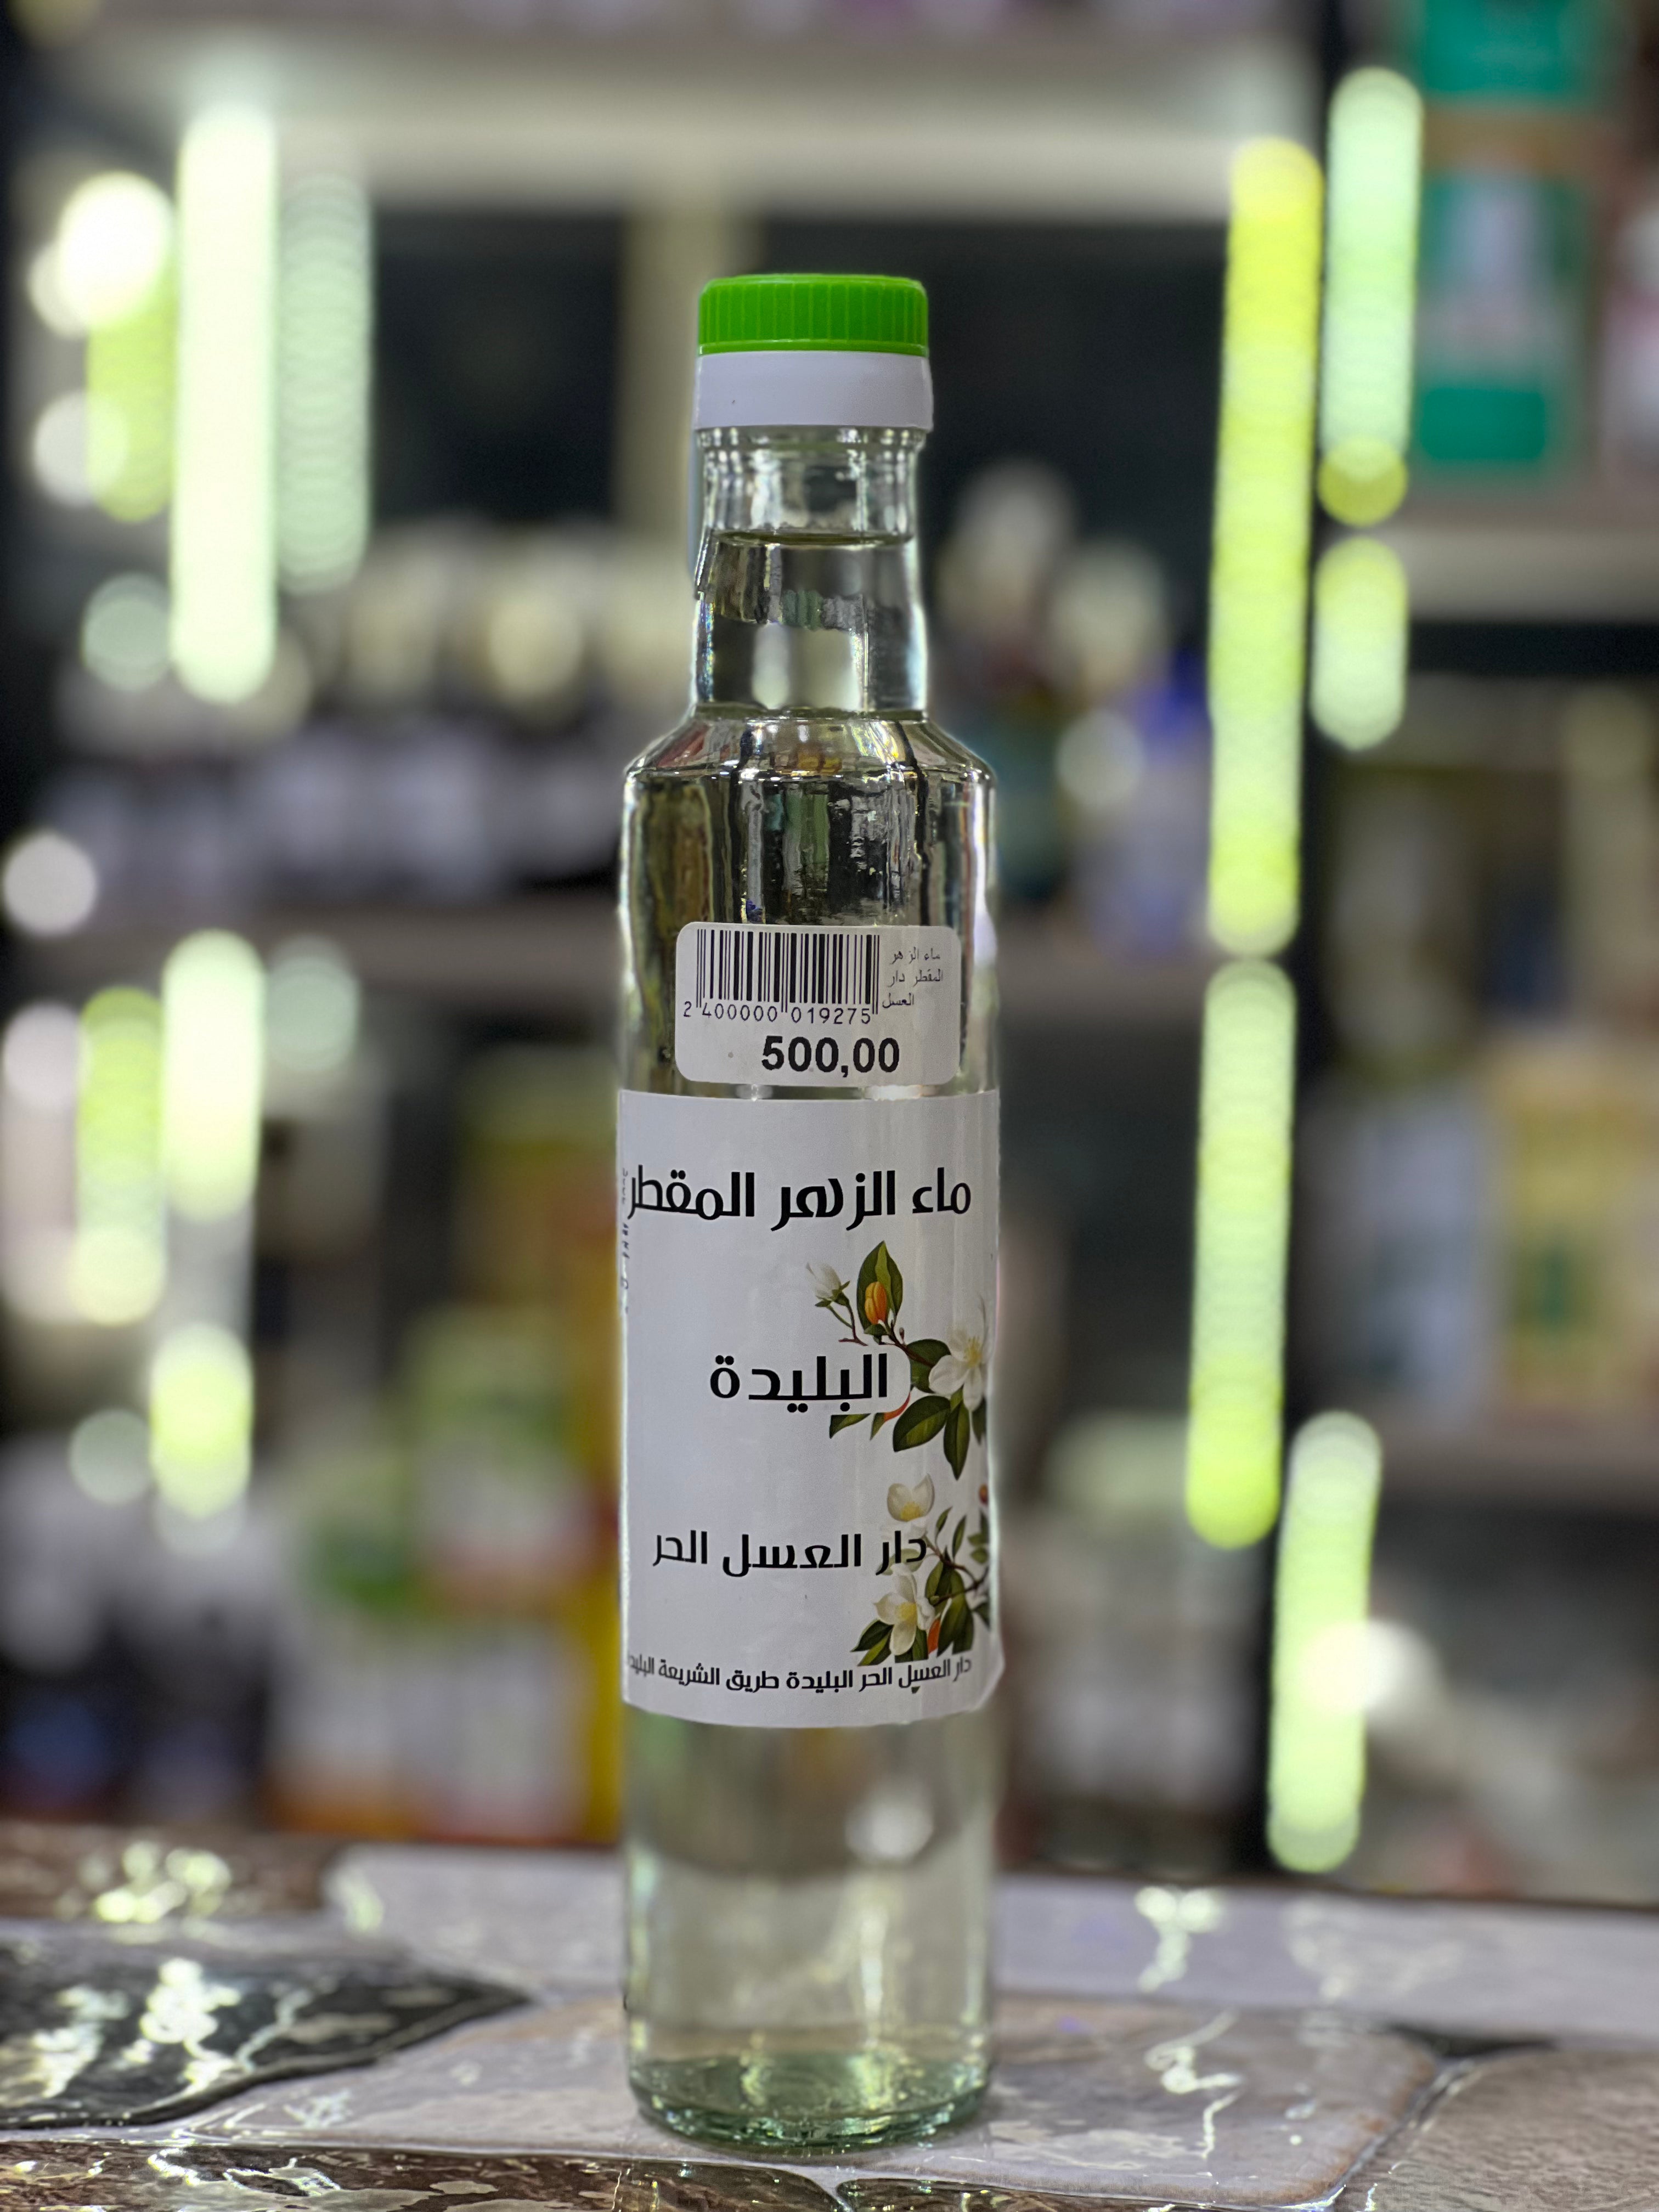 ماء الزهر
المقطر دار
العسل
2 400000 019275
500,00
ماء الزهر المقطر
البليدة
دار العسل الحر
دار العسل الحر البليدة طريق الشريعة البليدة